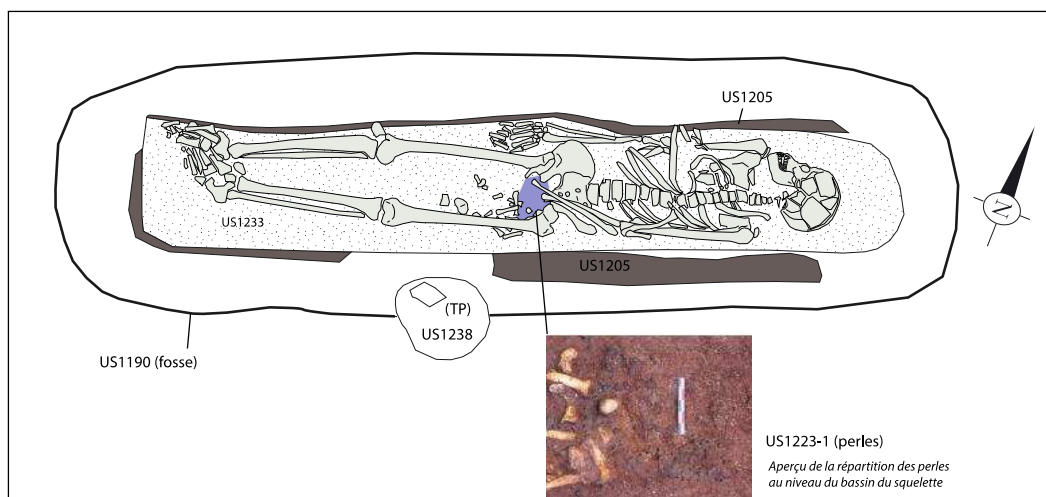 US1205
US1233
US1205
(TP)
US1238
US1190 (fosse)
N
US1223-1 (perles)
Aperçu de la répartition des perles
au niveau du bassin du squelette